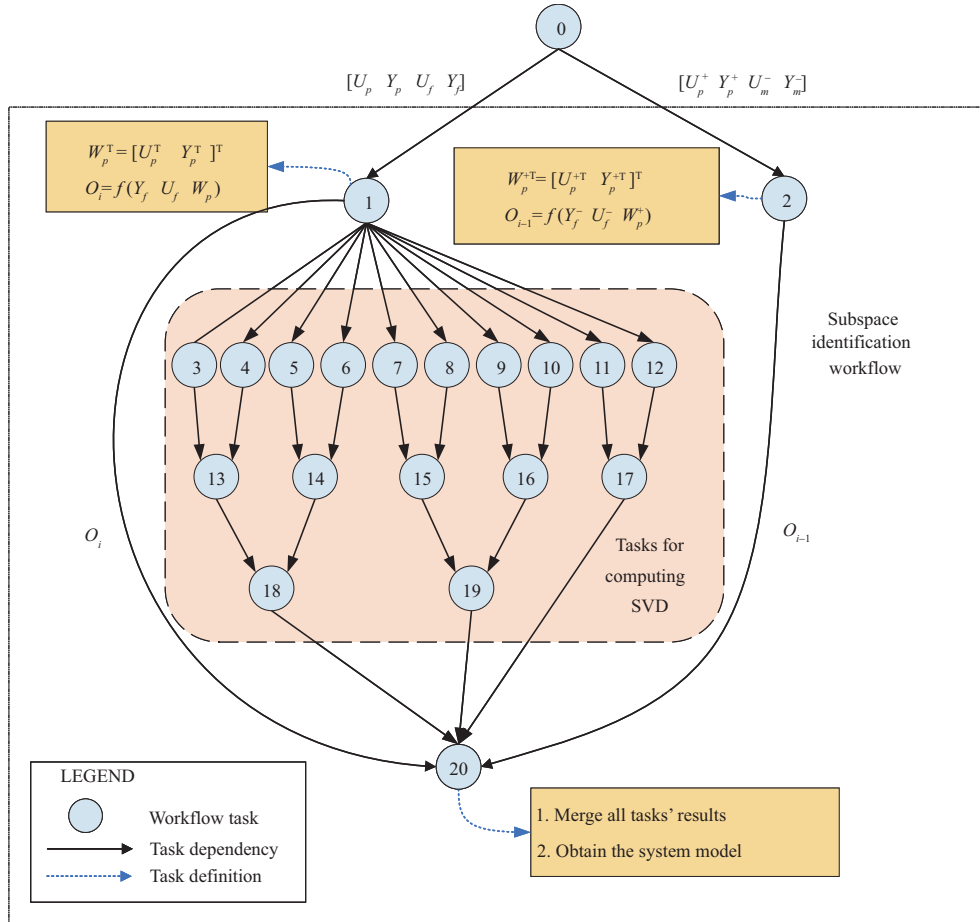 0
[U_p Y_p U_f Y_f]
[U_p^+ Y_p^+ U_m^- Y_m^-]
W_p^T=[U_p^T Y_p^T ]^T
O_i=f(Y_f U_f W_p)
1
W_p^{+T}=[U_p^{+T} Y_p^{+T}]^T
O_{i-1}=f(Y_f^- U_f^- W_p^+)
2
Subspace
identification
workflow
3 4 5 6 7 8 9 10 11 12
13 14 15 16 17
O_i
O_{i-1}
Tasks for
computing
SVD
18 19
20
LEGEND
Workflow task
Task dependency
Task definition
1. Merge all tasks’ results
2. Obtain the system model